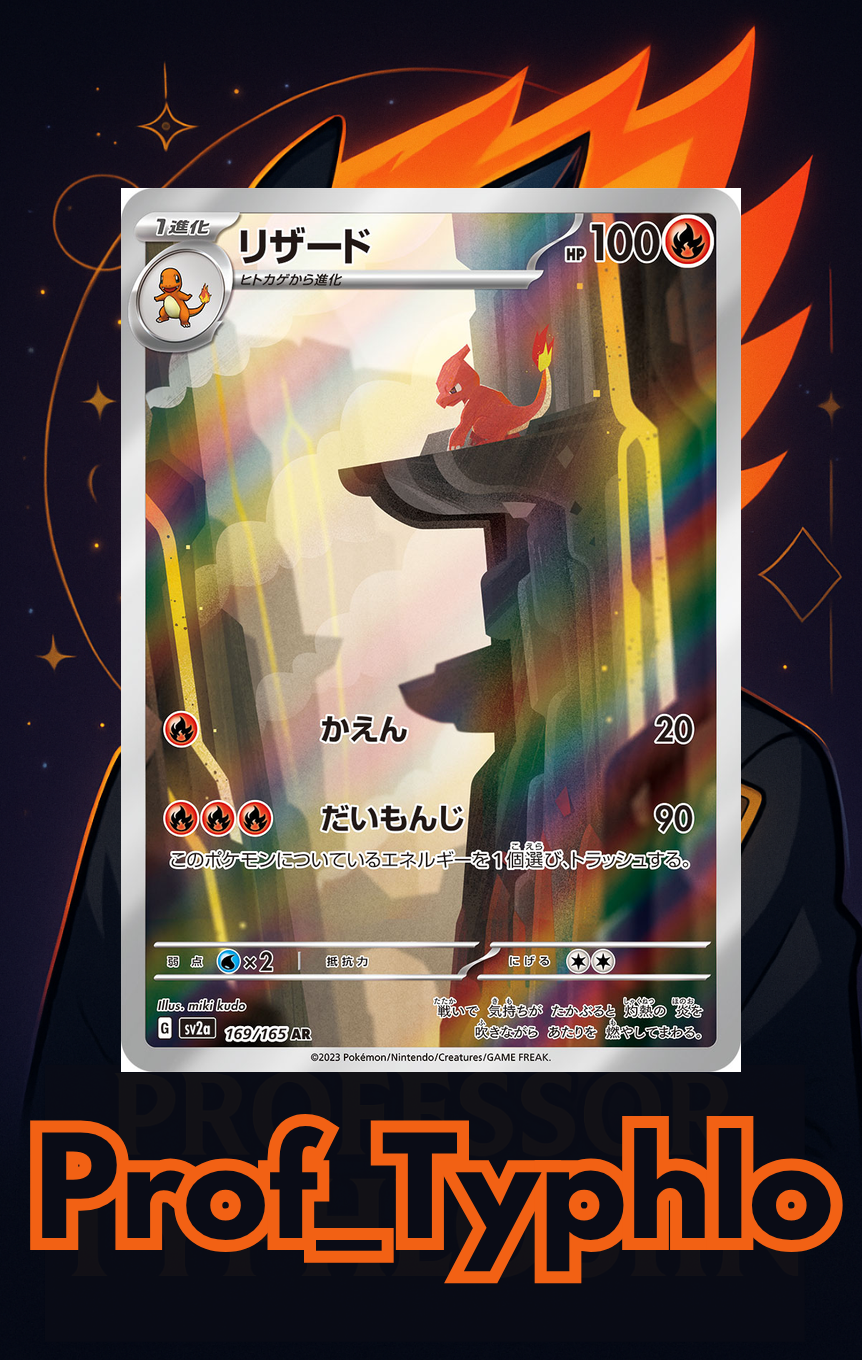 1進化
リザード
HP 100
ヒトカゲから進化
かえん 20
だいもんじ 90
このポケモンについているエネルギーを1個選び、トラッシュする。
弱点 ×2 抵抗力 にげる
Illus. miki kudo
戦いで 気持ちが たかぶると 灼熱の 炎を
吹きながら あたりを 燃やしてまわる。
G sv2a 169/165 AR
©2023 Pokémon/Nintendo/Creatures/GAME FREAK.
PROFESSOR
Prof_Typhlo